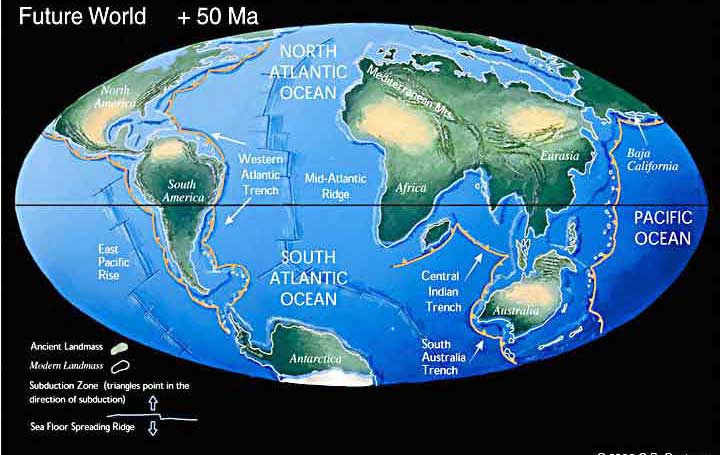 Future World + 50 Ma
NORTH
ATLANTIC
OCEAN
North
America
Mediterranean Mts.
Eurasia
Baja
California
Western
Atlantic
Trench
Mid-Atlantic
Ridge
Africa
South
America
PACIFIC
OCEAN
East
Pacific
Rise
SOUTH
ATLANTIC
OCEAN
Central
Indian
Trench
Australia
South
Australia
Trench
Antarctica
Ancient Landmass
Modern Landmass
Subduction Zone (triangles point in the
direction of subduction)
Sea Floor Spreading Ridge